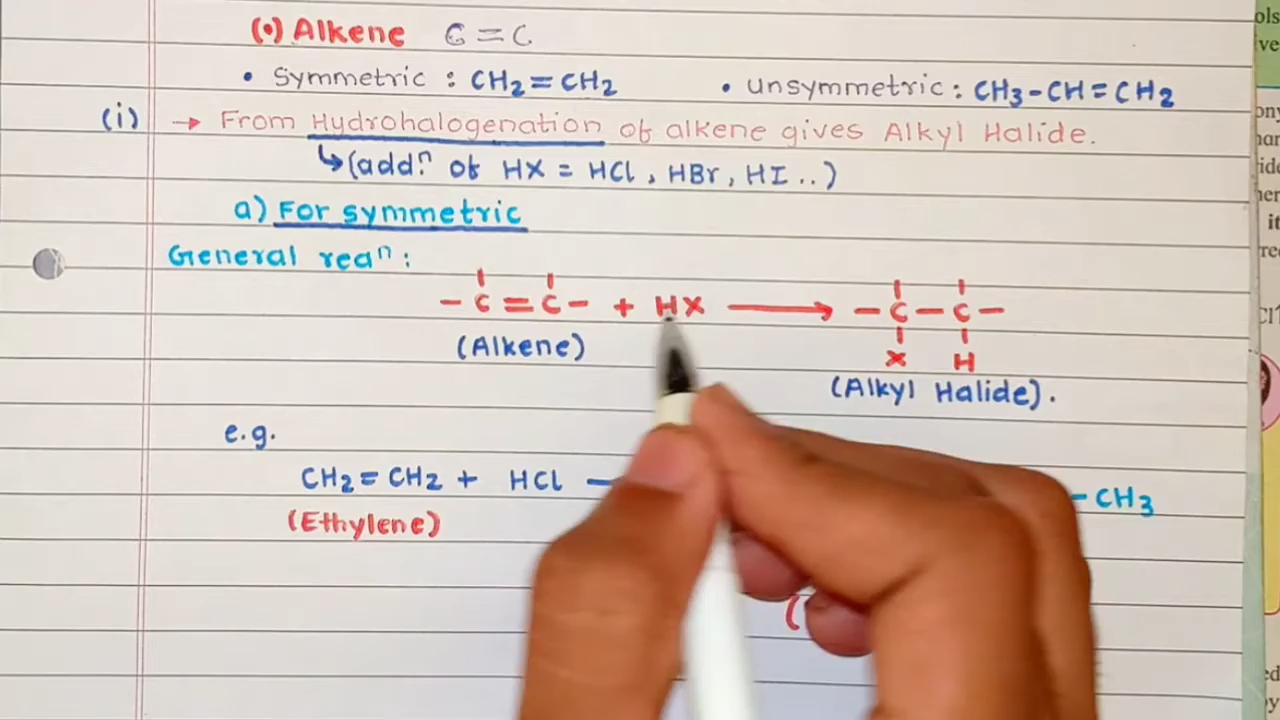 (•) Alkene C = C
• Symmetric : CH2 = CH2 • Unsymmetric : CH3 - CH = CH2
(i) → From Hydrohalogenation of alkene gives Alkyl Halide.
↳ (addn of HX = HCl, HBr, HI ..)
a) For symmetric
General rean :
- C = C - + HX ⟶ - C - C -
X H
(Alkene)
(Alkyl Halide).
e.g.
CH2 = CH2 + HCl — - CH3
(Ethylene)
(